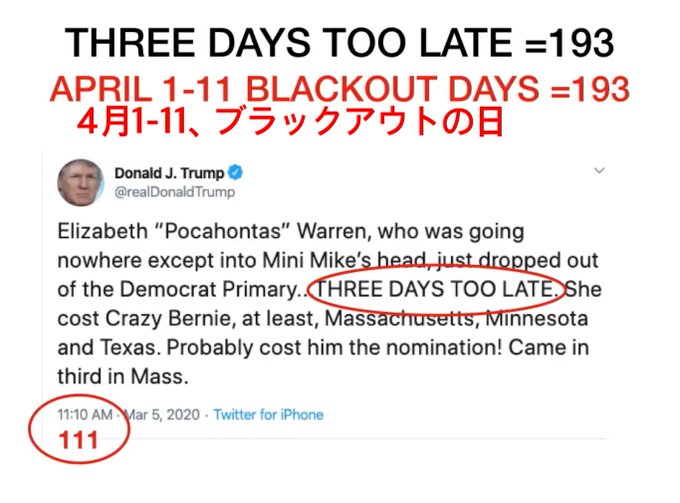 THREE DAYS TOO LATE =193
APRIL 1-11 BLACKOUT DAYS =193
4月1-11、ブラックアウトの日
Donald J. Trump
@realDonaldTrump
Elizabeth “Pocahontas” Warren, who was going
nowhere except into Mini Mike’s head, just dropped out
of the Democrat Primary...THREE DAYS TOO LATE. She
cost Crazy Bernie, at least, Massachusetts, Minnesota
and Texas. Probably cost him the nomination! Came in
third in Mass.
11:10 AM · Mar 5, 2020 · Twitter for iPhone
111